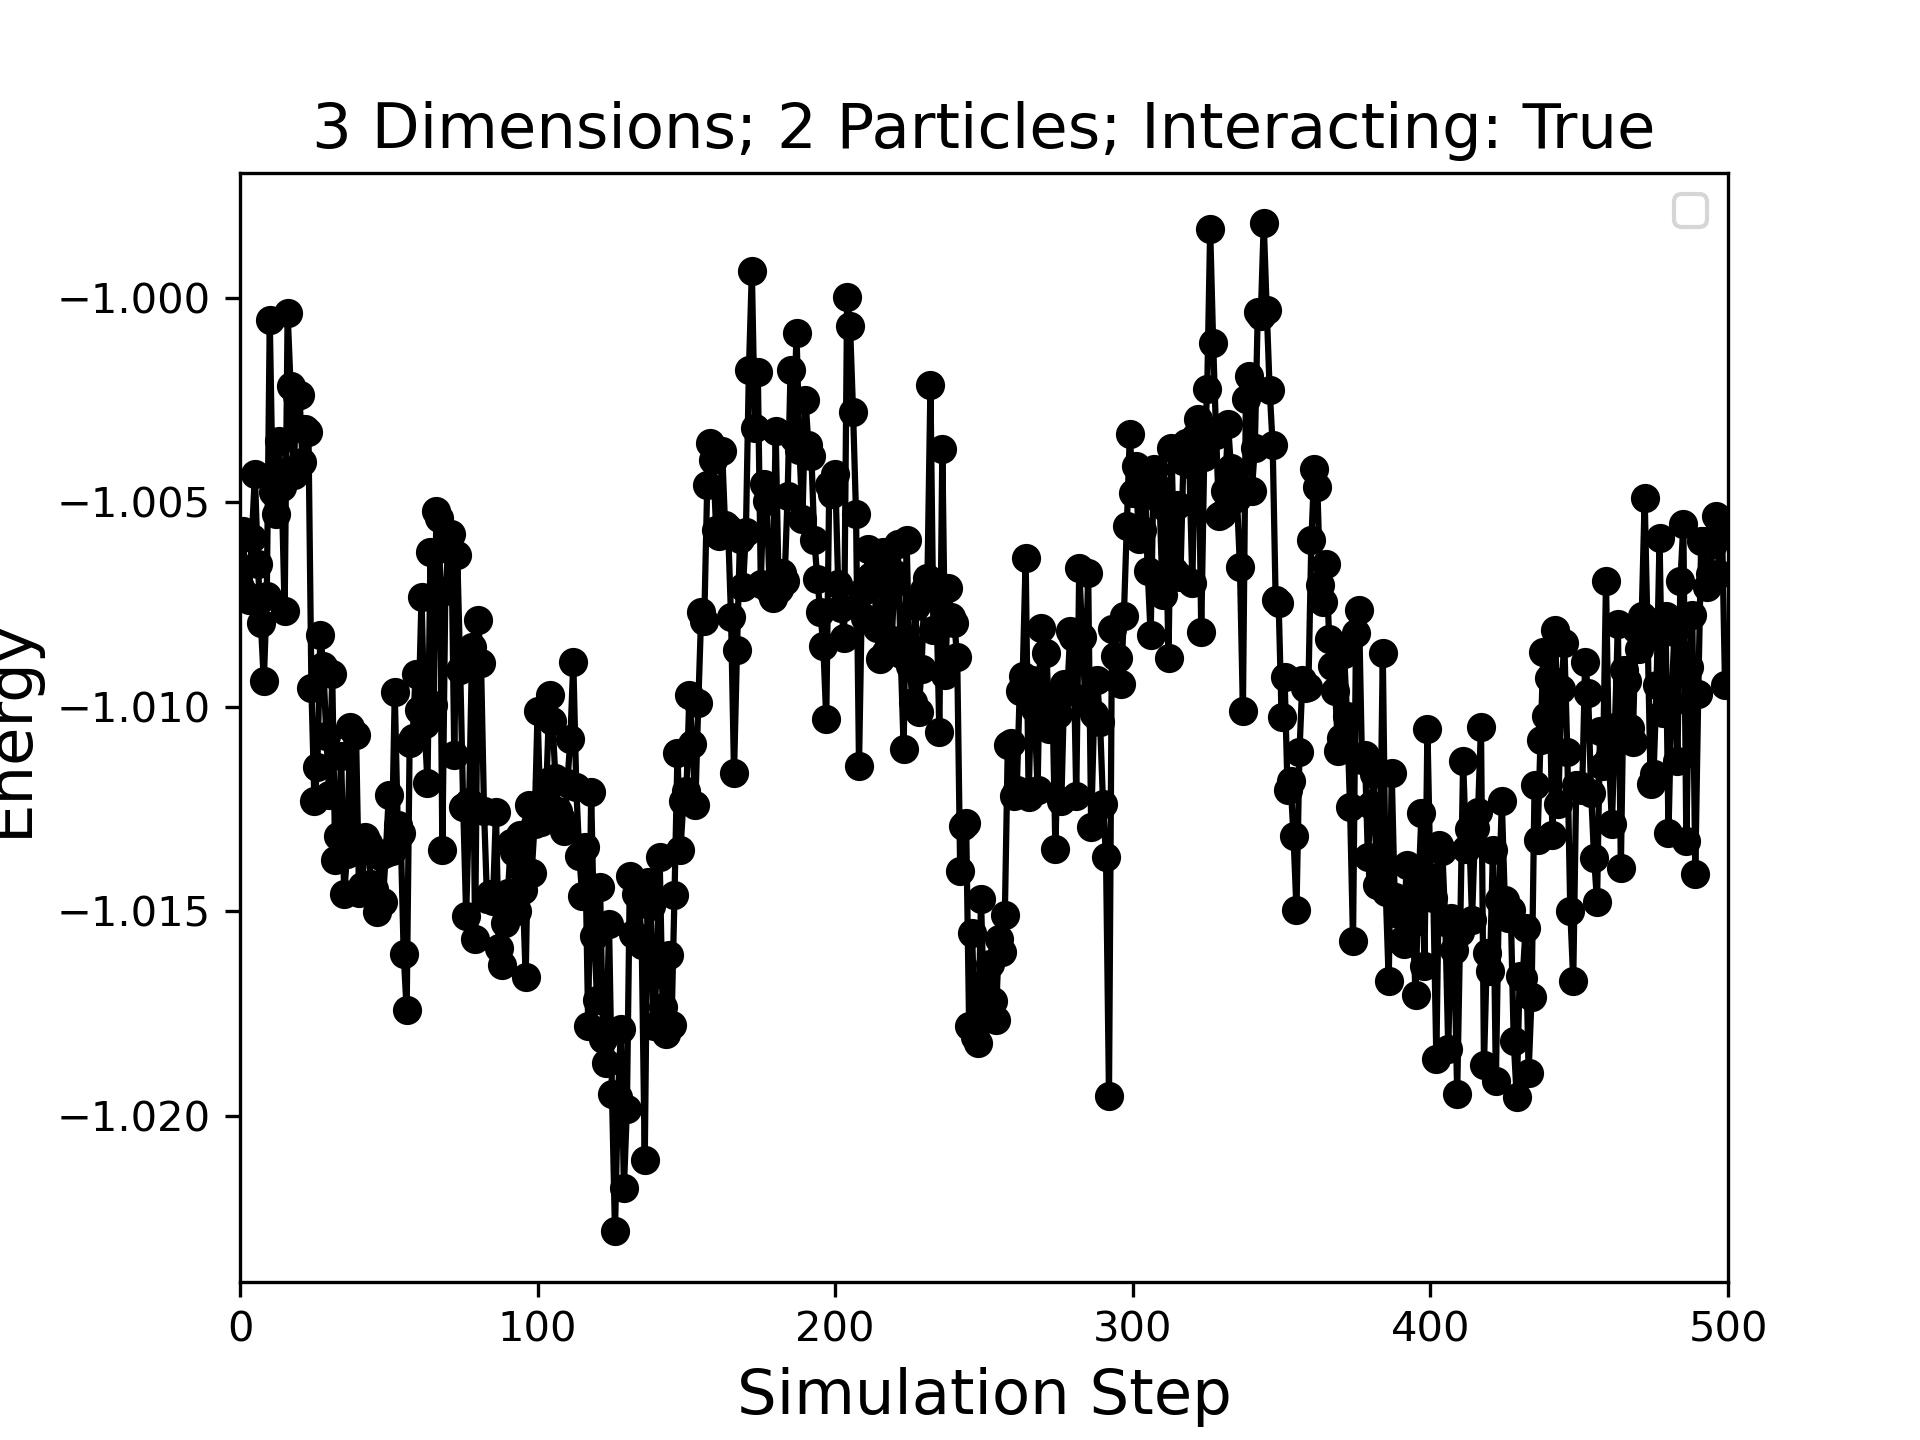 3 Dimensions; 2 Particles; Interacting: True
Energy
−1.000
−1.005
−1.010
−1.015
−1.020
0 100 200 300 400 500
Simulation Step